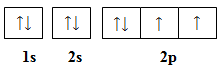 ↑↓ ↑↓ ↑↓ ↑ ↑
1s 2s 2p